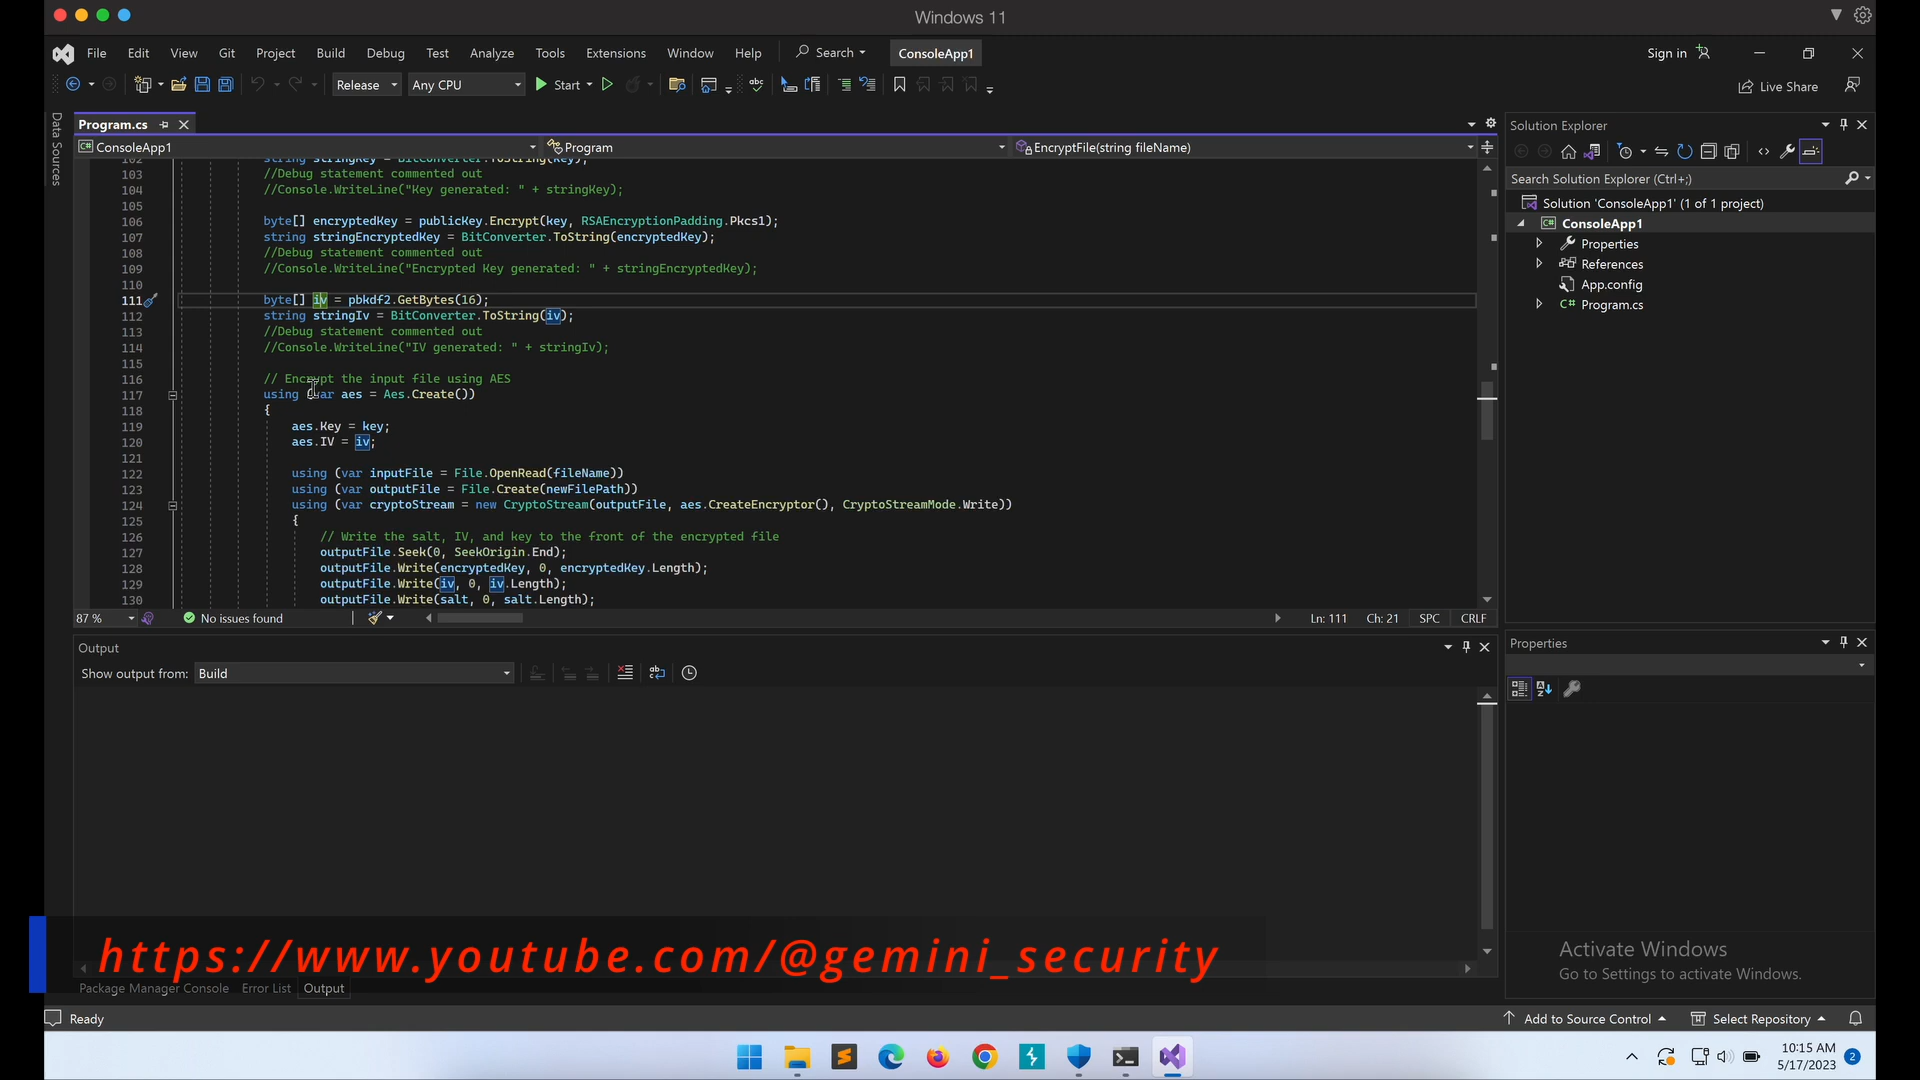 Windows 11
File Edit View Git Project Build Debug Test Analyze Tools Extensions Window Help Search ConsoleApp1 Sign in
Release Any CPU Start Live Share
Data Sources
Program.cs
ConsoleApp1 Program EncryptFile(string fileName)
102 string stringKey = BitConverter.ToString(key);
103 //Debug statement commented out
104 //Console.WriteLine("Key generated: " + stringKey);
105
106 byte[] encryptedKey = publicKey.Encrypt(key, RSAEncryptionPadding.Pkcs1);
107 string stringEncryptedKey = BitConverter.ToString(encryptedKey);
108 //Debug statement commented out
109 //Console.WriteLine("Encrypted Key generated: " + stringEncryptedKey);
110
111 byte[] iv = pbkdf2.GetBytes(16);
112 string stringIv = BitConverter.ToString(iv);
113 //Debug statement commented out
114 //Console.WriteLine("IV generated: " + stringIv);
115
116 // Encrypt the input file using AES
117 using (var aes = Aes.Create())
118 {
119 aes.Key = key;
120 aes.IV = iv;
121
122 using (var inputFile = File.OpenRead(fileName))
123 using (var outputFile = File.Create(newFilePath))
124 using (var cryptoStream = new CryptoStream(outputFile, aes.CreateEncryptor(), CryptoStreamMode.Write))
125 {
126 // Write the salt, IV, and key to the front of the encrypted file
127 outputFile.Seek(0, SeekOrigin.End);
128 outputFile.Write(encryptedKey, 0, encryptedKey.Length);
129 outputFile.Write(iv, 0, iv.Length);
130 outputFile.Write(salt, 0, salt.Length);
87 % No issues found Ln: 111 Ch: 21 SPC CRLF
Solution Explorer
Search Solution Explorer (Ctrl+;)
Solution 'ConsoleApp1' (1 of 1 project)
ConsoleApp1
Properties
References
App.config
C# Program.cs
Output
Show output from: Build
Properties
https://www.youtube.com/@gemini_security
Activate Windows
Go to Settings to activate Windows.
Package Manager Console Error List Output
Ready Add to Source Control Select Repository
10:15 AM
5/17/2023 2